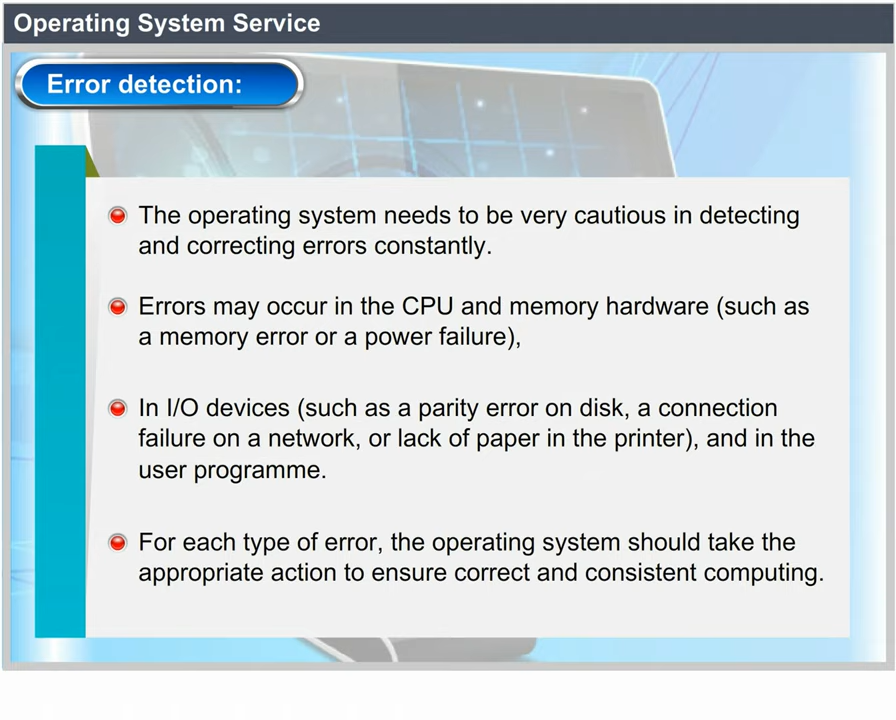 Operating System Service
Error detection:
The operating system needs to be very cautious in detecting
and correcting errors constantly.
Errors may occur in the CPU and memory hardware (such as
a memory error or a power failure),
In I/O devices (such as a parity error on disk, a connection
failure on a network, or lack of paper in the printer), and in the
user programme.
For each type of error, the operating system should take the
appropriate action to ensure correct and consistent computing.